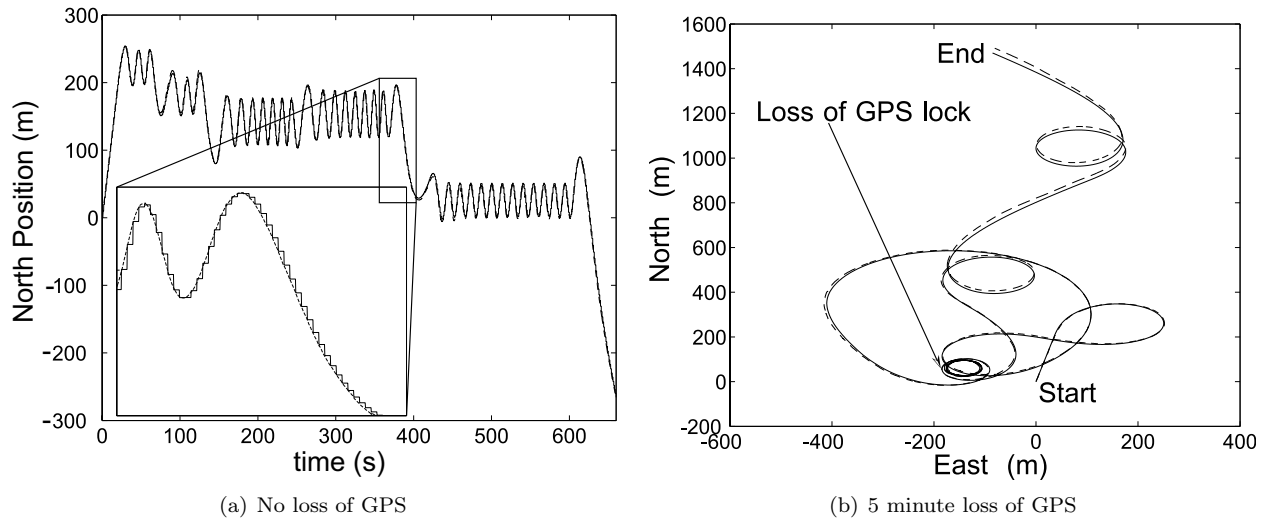 300
200
100
0
-100
-200
-300
0 100 200 300 400 500 600
North Position (m)
time (s)
(a) No loss of GPS
1600
1400
1200
1000
800
600
400
200
0
-200
-600 -400 -200 0 200 400
North (m)
East (m)
End
Loss of GPS lock
Start
(b) 5 minute loss of GPS